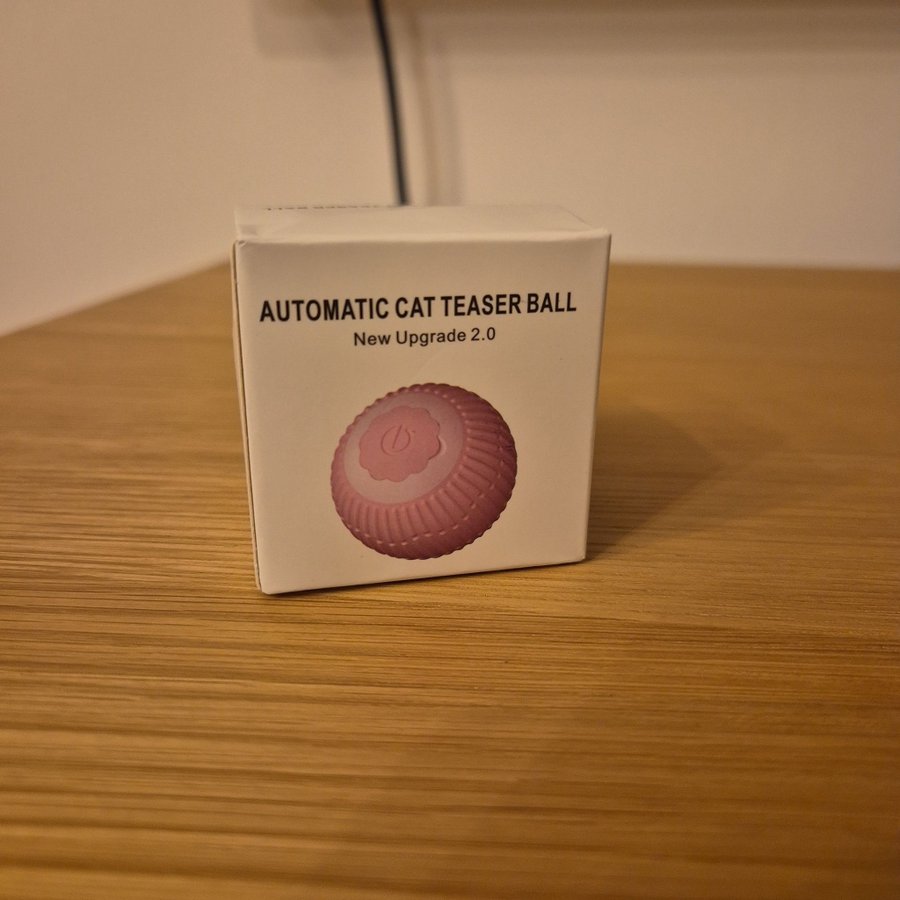 AUTOMATIC CAT TEASER BALL
New Upgrade 2.0